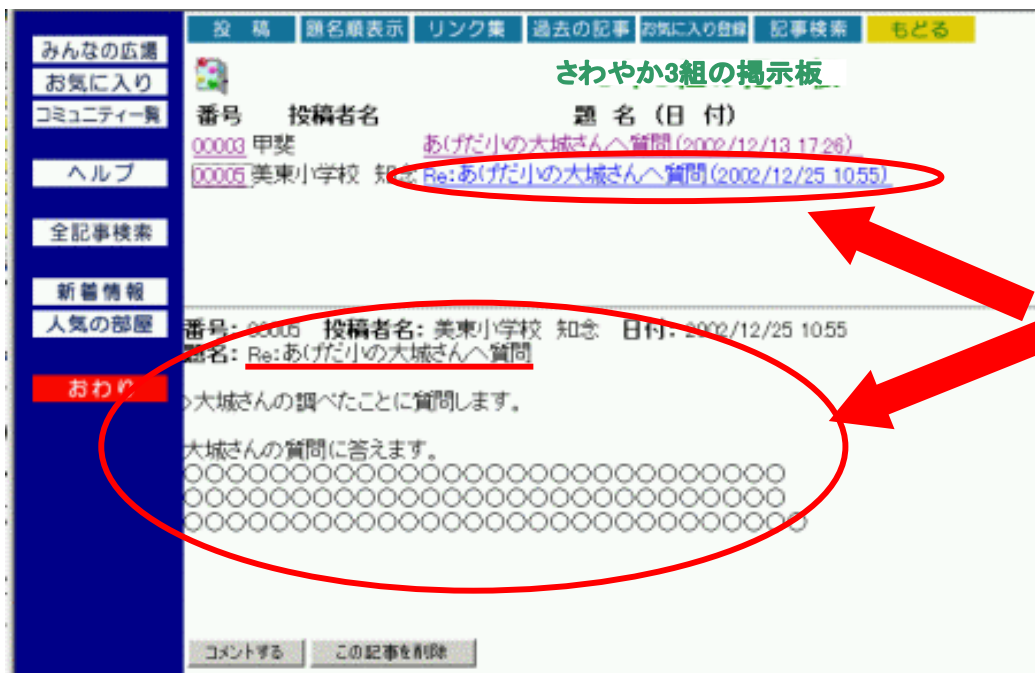 投稿 題名順表示 リンク集 過去の記事 お気に入り登録 記事検索 もどる
みんなの広場
お気に入り
コミュニティ一覧
ヘルプ
全記事検索
新着情報
人気の部屋
おわり
さわやか3組の掲示板
番号 投稿者名 題名(日付)
00003 甲斐 あげだ小の大城さんへ質問(2002/12/13 17:26)
00005 美東小学校 知念 Re:あげだ小の大城さんへ質問(2002/12/25 10:55)
番号: 00005 投稿者名: 美東小学校 知念 日付: 2002/12/25 10:55
題名: Re:あげだ小の大城さんへ質問
>大城さんの調べたことに質問します。
大城さんの質問に答えます。
○○○○○○○○○○○○○○○○○○○○○○○○○○○○
○○○○○○○○○○○○○○○○○○○○○○○○○○○○
○○○○○○○○○○○○○○○○○○○○○○○○○○○○○
コメントする この記事を削除